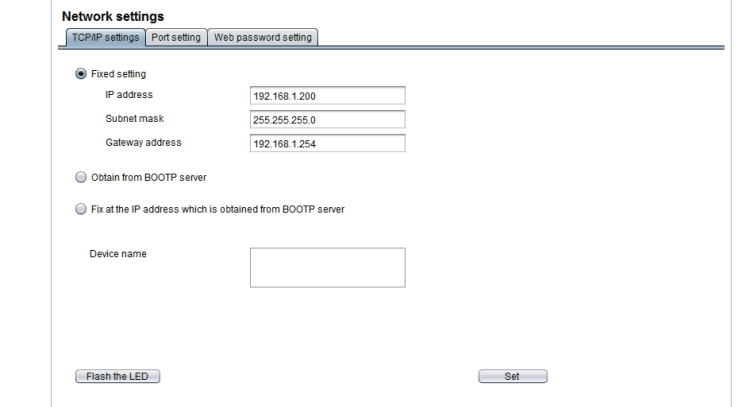 Network settings
TCP/IP settings Port setting Web password setting
Fixed setting
IP address 192.168.1.200
Subnet mask 255.255.255.0
Gateway address 192.168.1.254
Obtain from BOOTP server
Fix at the IP address which is obtained from BOOTP server
Device name
Flash the LED Set